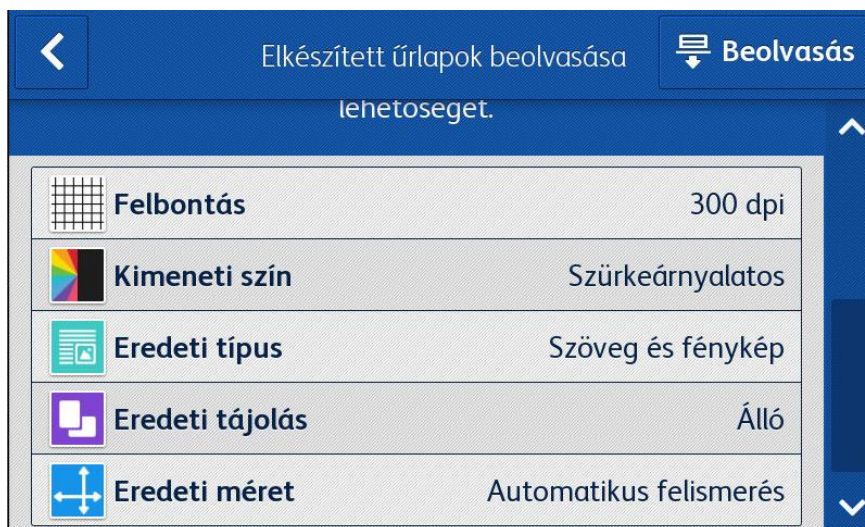 Elkészített űrlapok beolvasása
Beolvasás
lehetőséget.
Felbontás 300 dpi
Kimeneti szín Szürkeárnyalatos
Eredeti típus Szöveg és fénykép
Eredeti tájolás Álló
Eredeti méret Automatikus felismerés